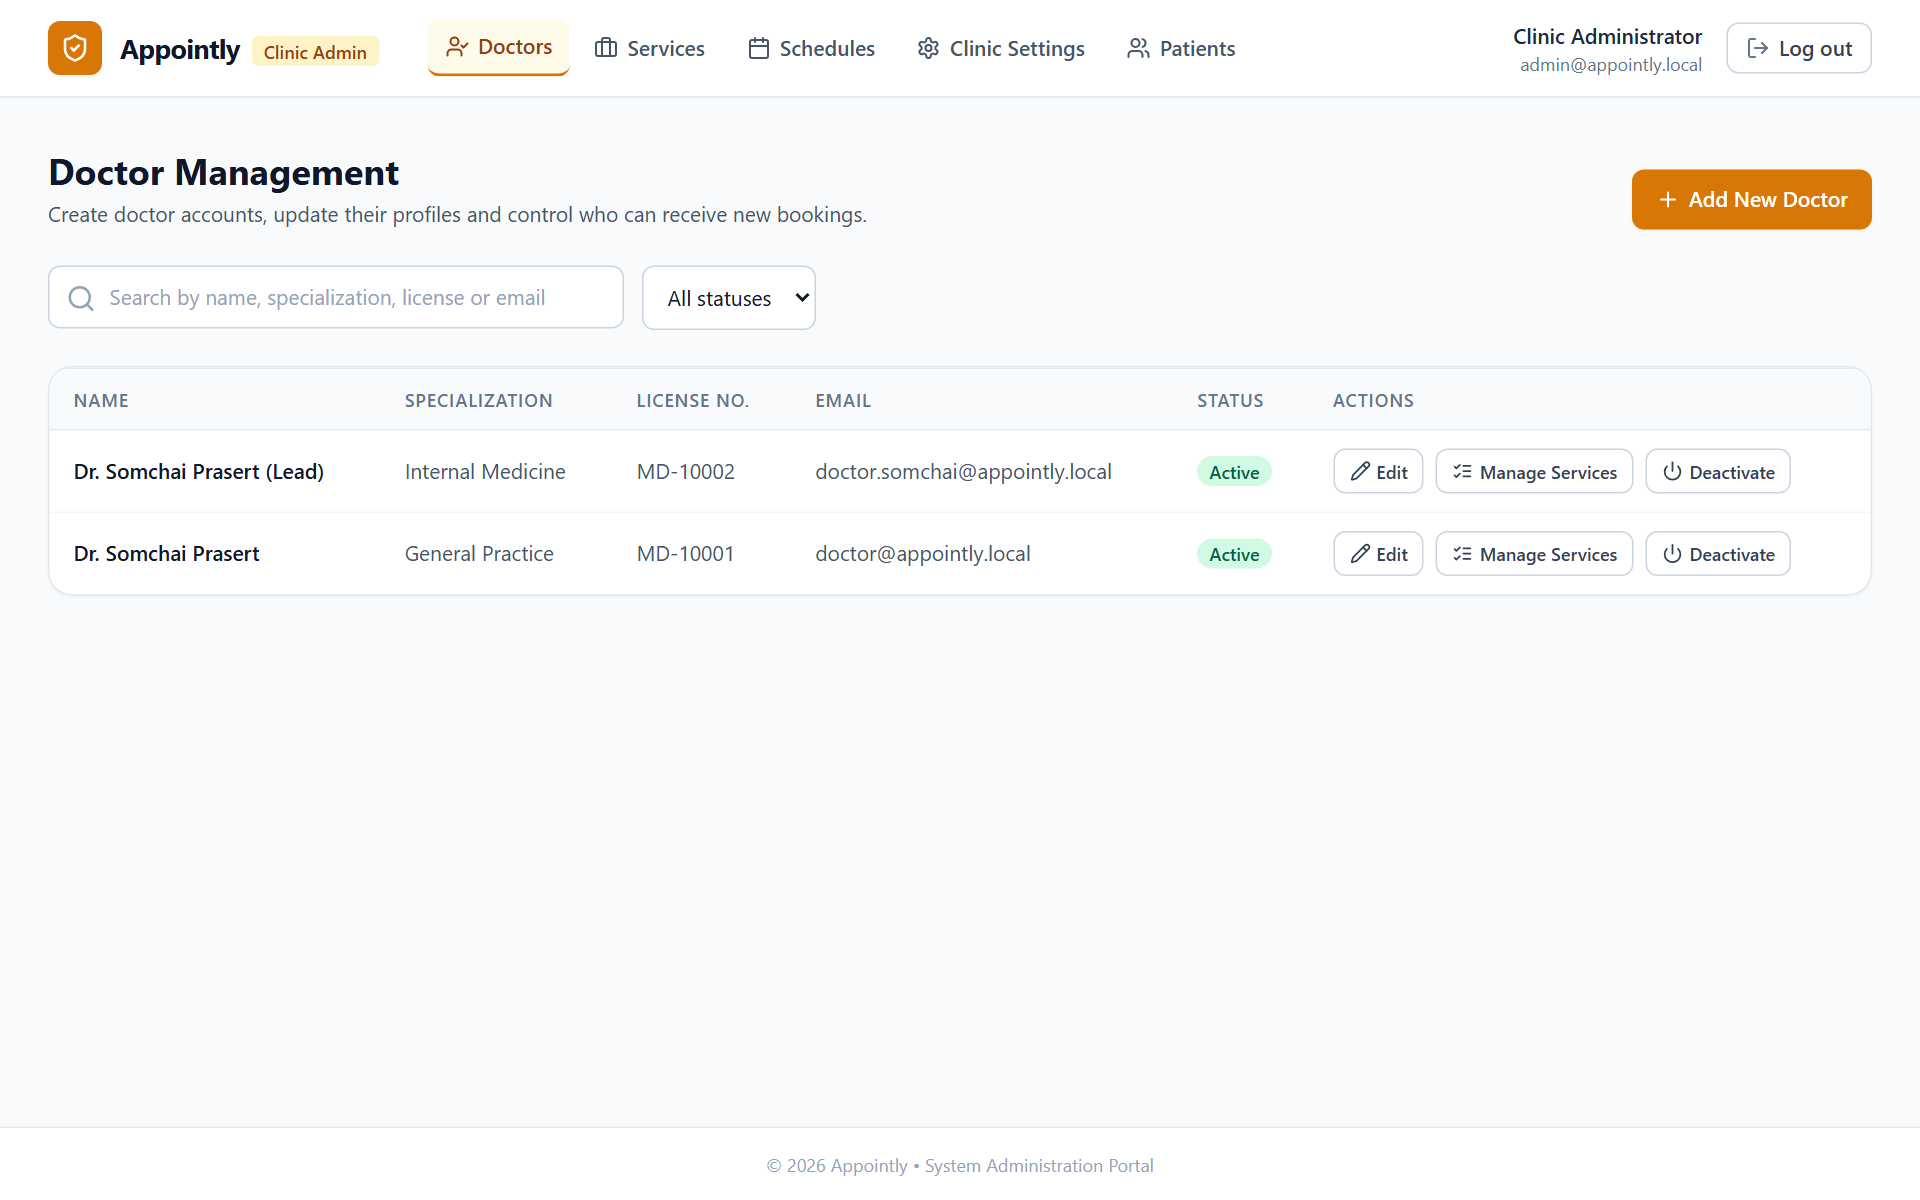 Appointly Clinic Admin Doctors Services Schedules Clinic Settings Patients Clinic Administrator Log out
admin@appointly.local
Doctor Management
Create doctor accounts, update their profiles and control who can receive new bookings.
+ Add New Doctor
Search by name, specialization, license or email All statuses
NAME SPECIALIZATION LICENSE NO. EMAIL STATUS ACTIONS
Dr. Somchai Prasert (Lead) Internal Medicine MD-10002 doctor.somchai@appointly.local Active Edit Manage Services Deactivate
Dr. Somchai Prasert General Practice MD-10001 doctor@appointly.local Active Edit Manage Services Deactivate
© 2026 Appointly • System Administration Portal